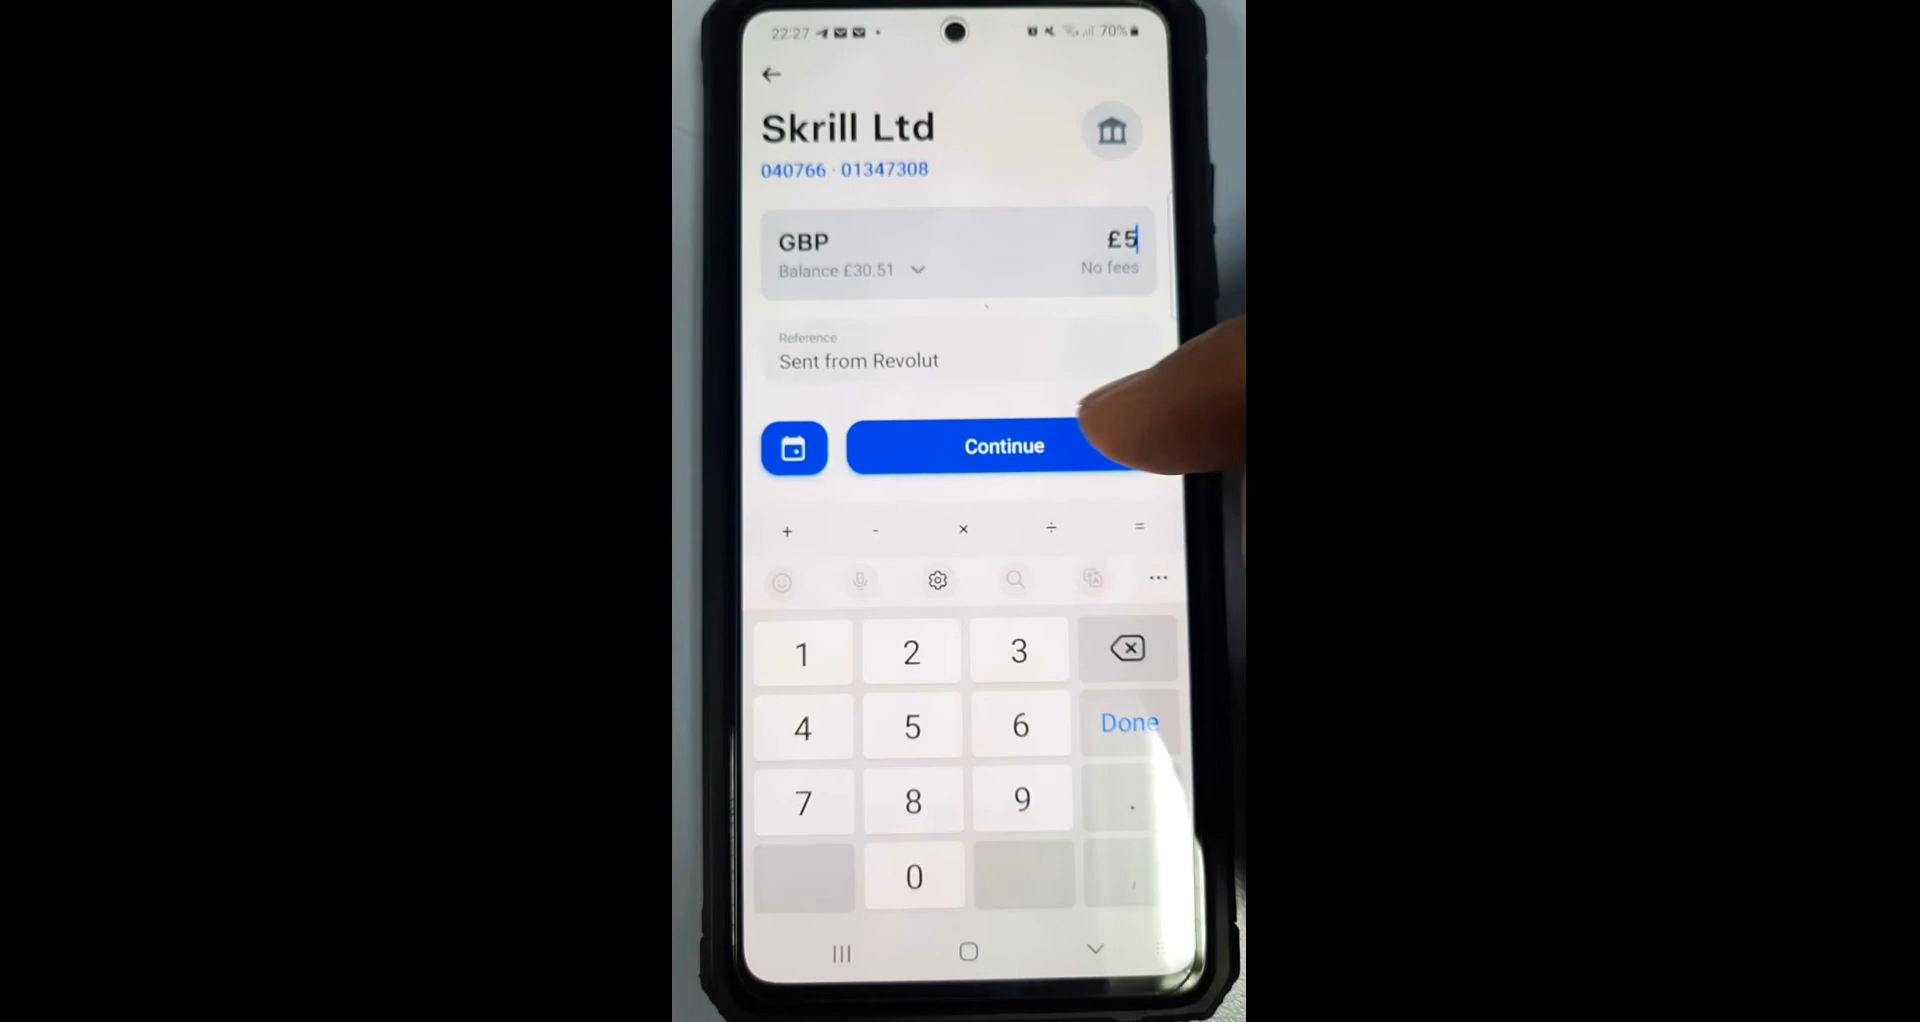 22:27
70%
Skrill Ltd
040766 · 01347308
GBP
£5
Balance £30.51
No fees
Reference
Sent from Revolut
Continue
+ - × ÷ =
1 2 3
4 5 6 Done
7 8 9 .
0 ,